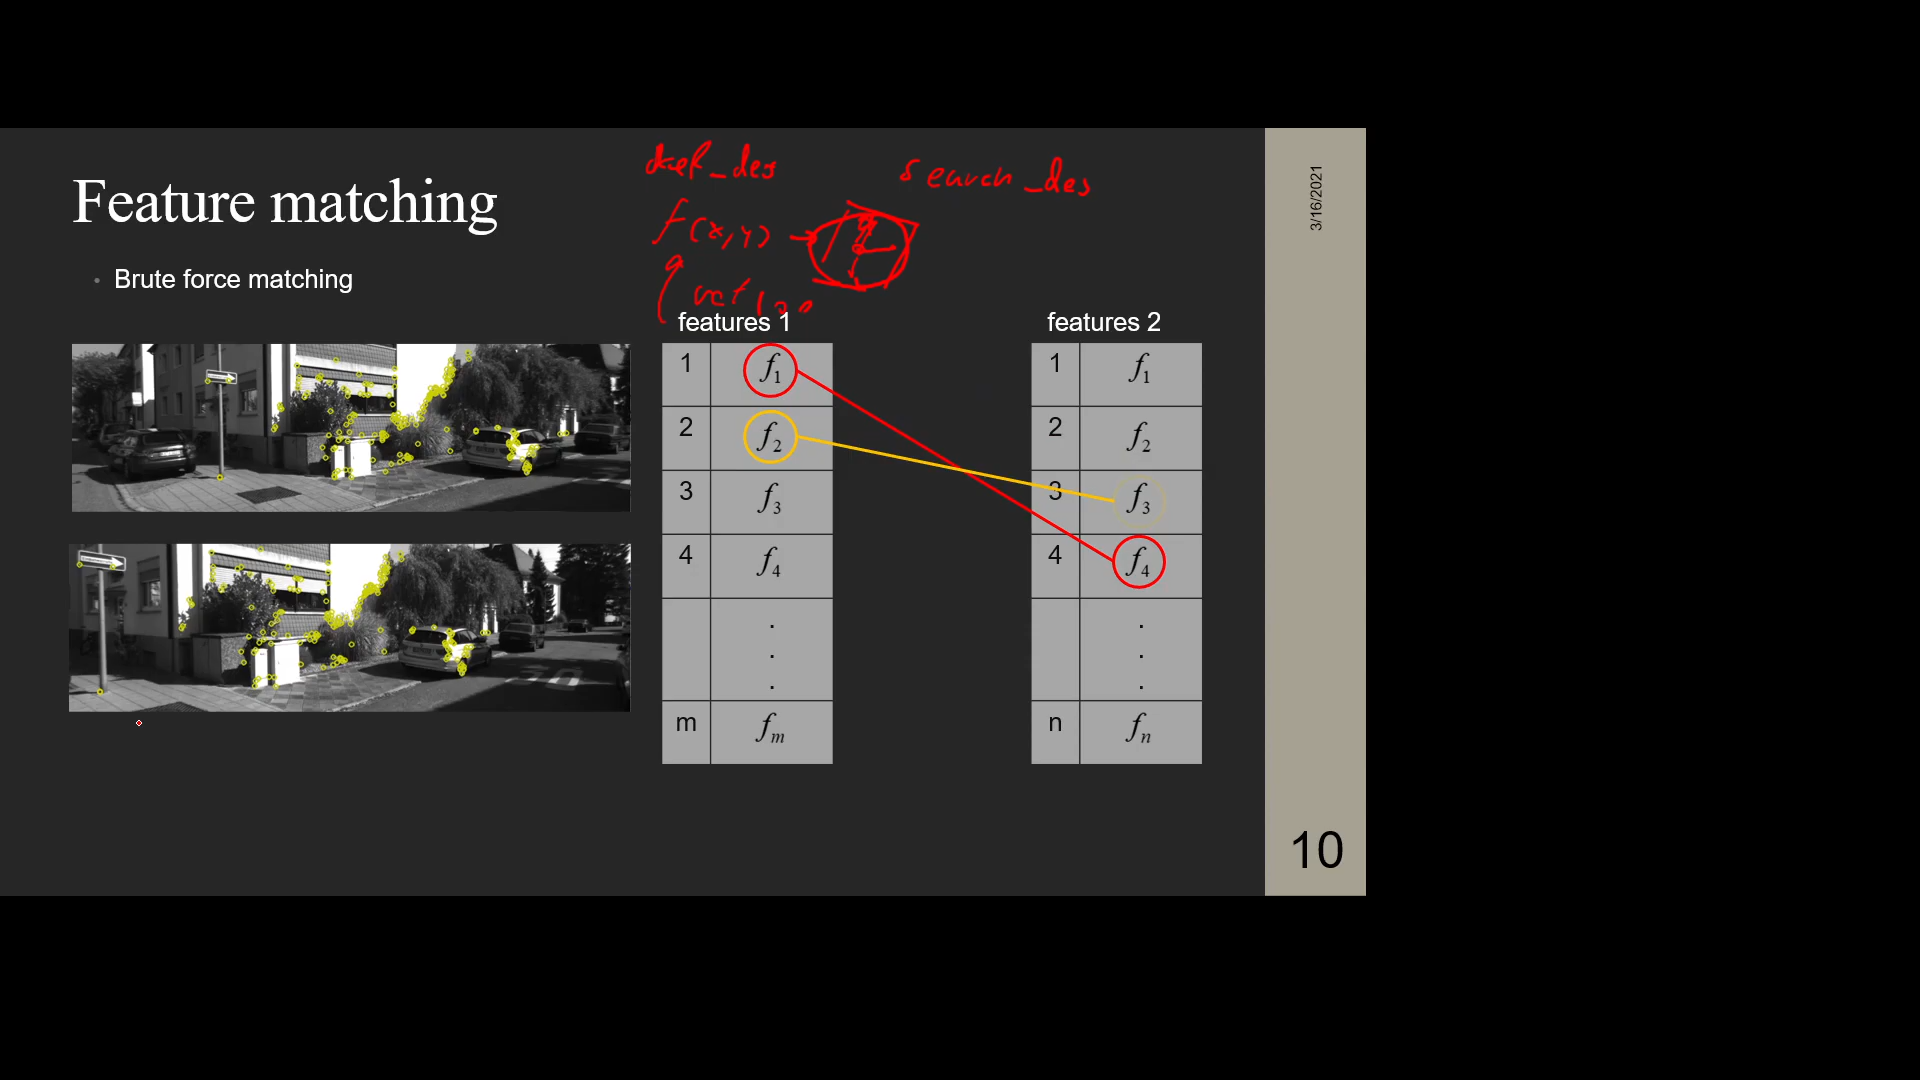 Feature matching
• Brute force matching
search_des
f(x,y)
features 1
1 f1
2 f2
3 f3
4 f4
.
.
.
m fm
features 2
1 f1
2 f2
3 f3
4 f4
.
.
.
n fn
3/16/2021
10